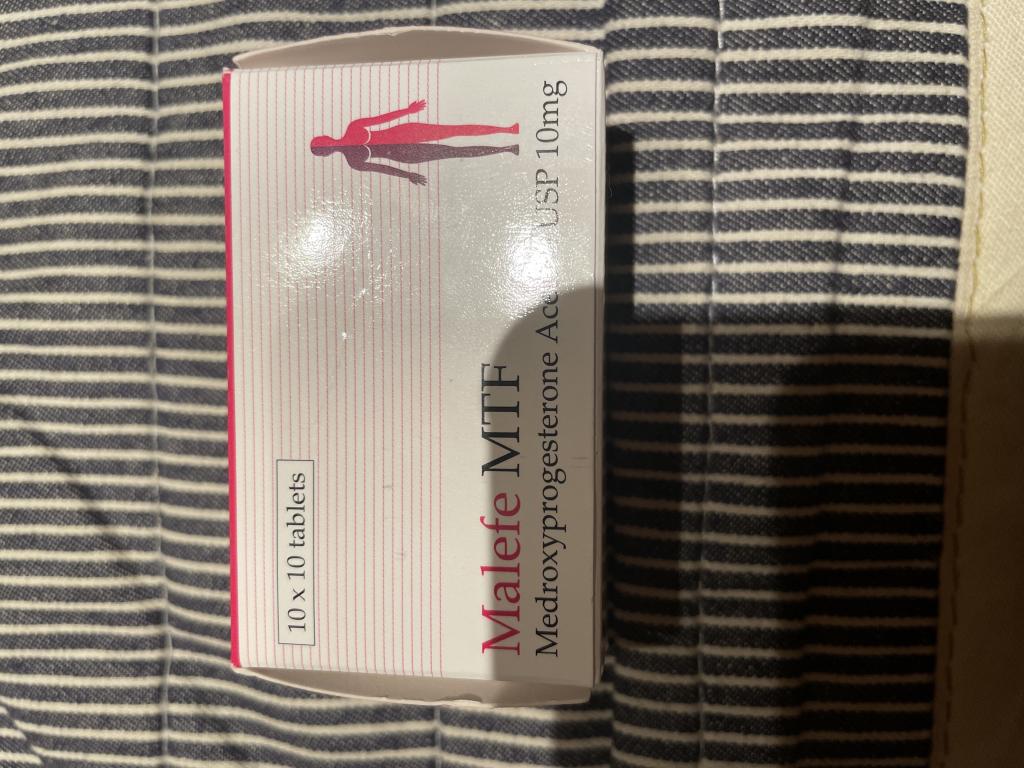 10 x 10 tablets
Malefe MTF
Medroxyprogesterone USP 10mg